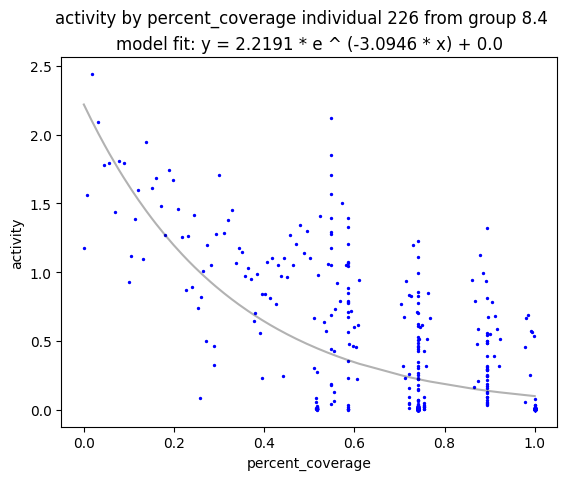 activity by percent_coverage individual 226 from group 8.4
model fit: y = 2.2191 * e ^ (-3.0946 * x) + 0.0
2.5
2.0
1.5
1.0
0.5
0.0
activity
0.0 0.2 0.4 0.6 0.8 1.0
percent_coverage